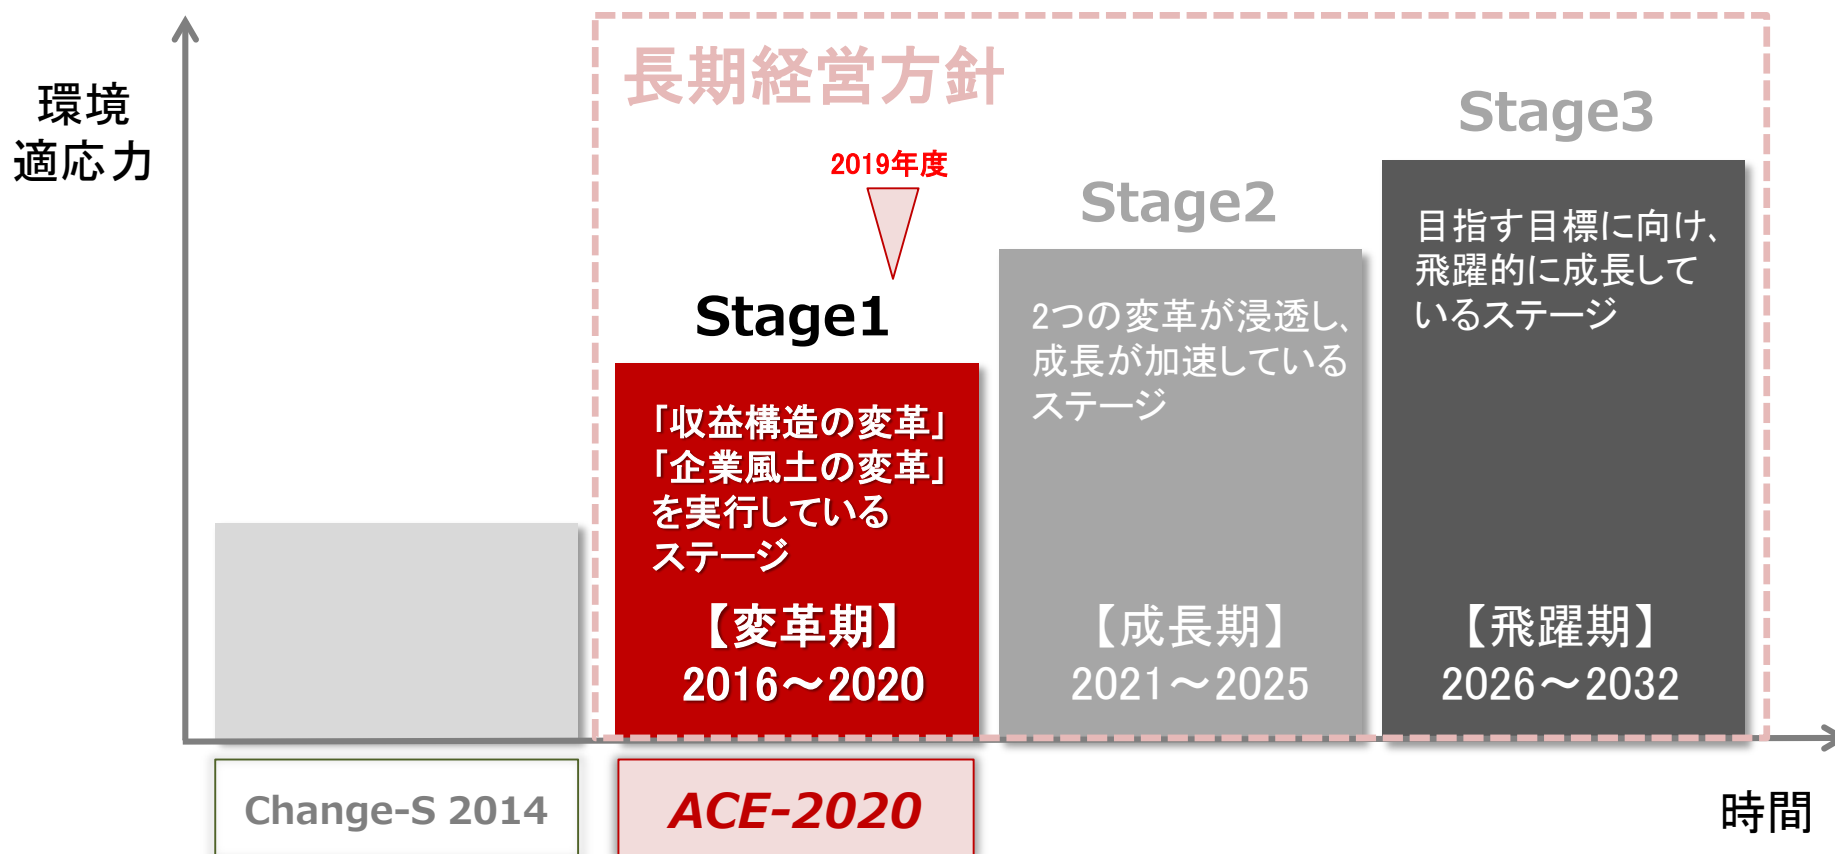 環境
適応力
長期経営方針
2019年度
Stage1
「収益構造の変革」
「企業風土の変革」
を実行している
ステージ
【変革期】
2016～2020
Stage2
2つの変革が浸透し、
成長が加速している
ステージ
【成長期】
2021～2025
Stage3
目指す目標に向け、
飛躍的に成長して
いるステージ
【飛躍期】
2026～2032
Change-S 2014
ACE-2020
時間